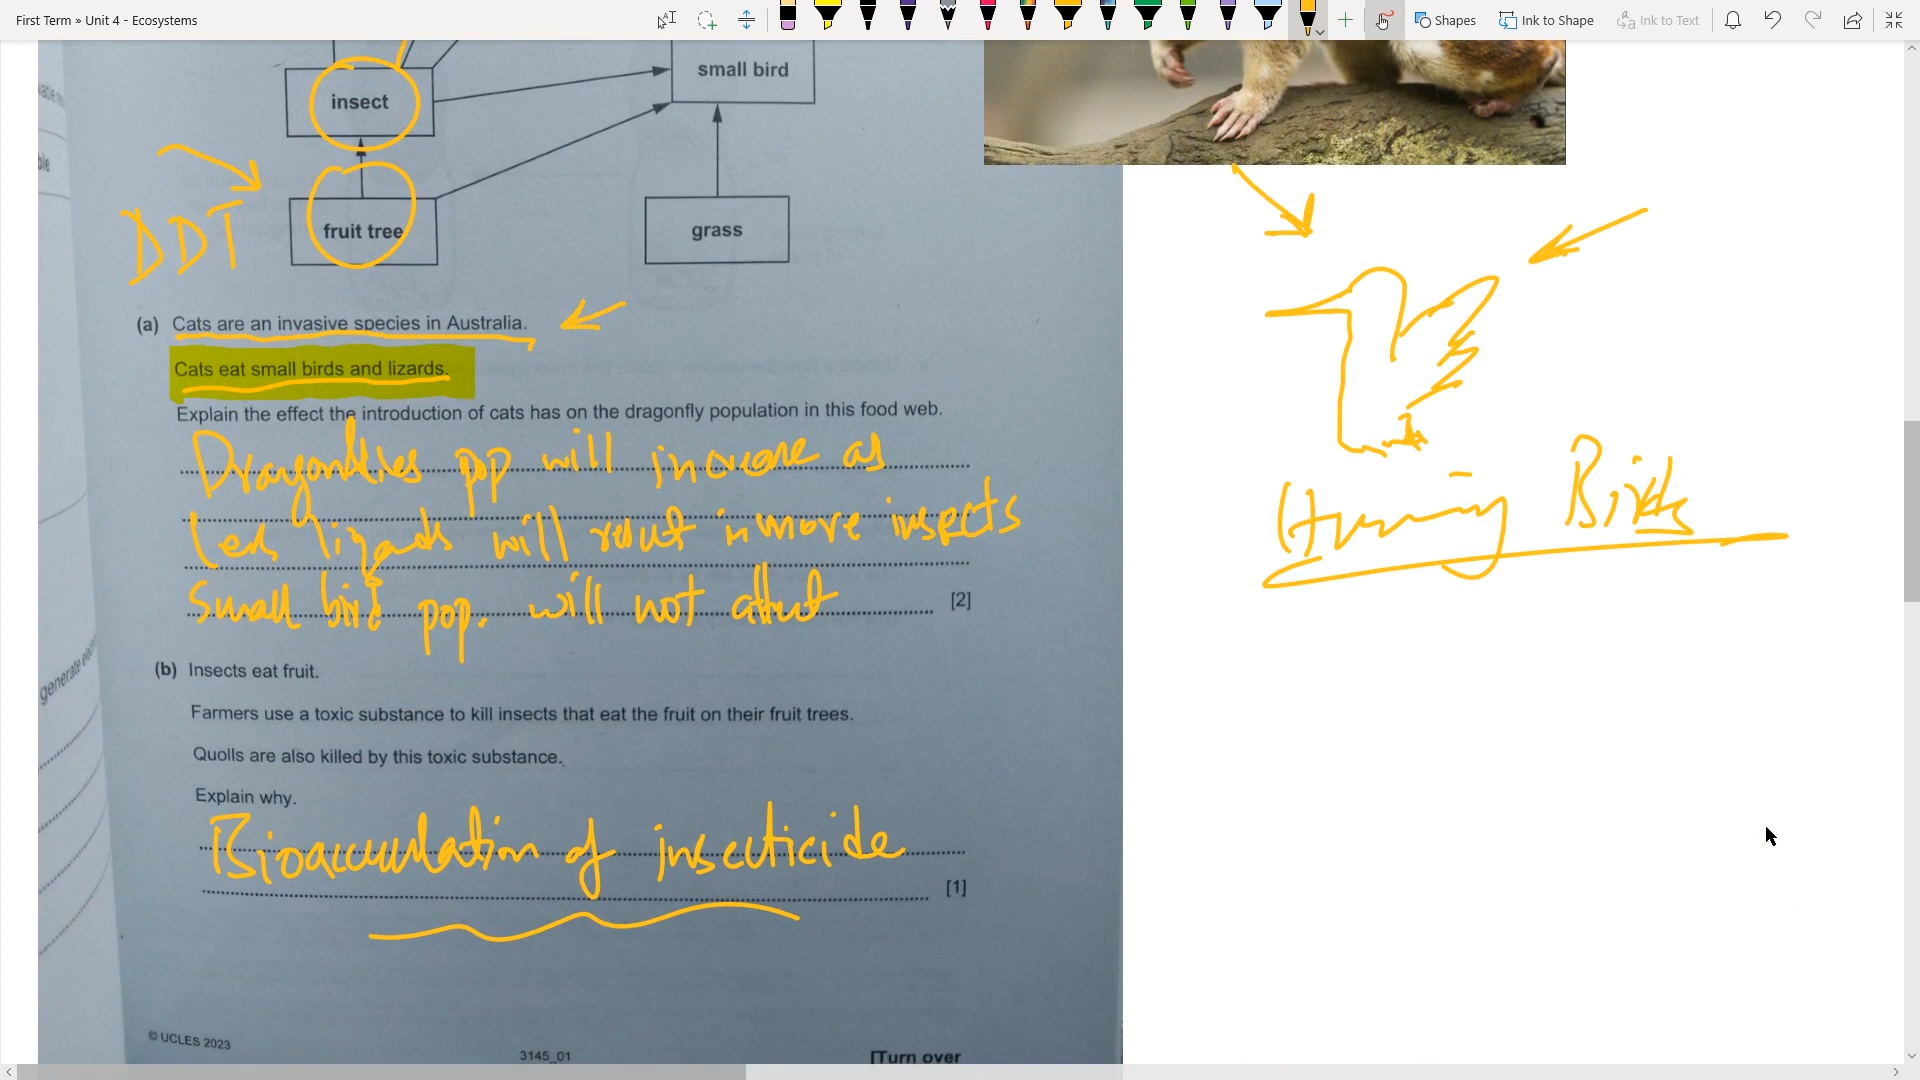 First Term » Unit 4 - Ecosystems
Shapes
Ink to Shape
Ink to Text
small bird
insect
DDT
fruit tree
grass
(a) Cats are an invasive species in Australia.
Cats eat small birds and lizards.
Explain the effect the introduction of cats has on the dragonfly population in this food web.
Dragonflies pop will increase as
Less lizards will result in more insects
Small bird pop. will not affect
[2]
(b) Insects eat fruit.
Farmers use a toxic substance to kill insects that eat the fruit on their fruit trees.
Quolls are also killed by this toxic substance.
Explain why.
Bioaccumulation of insecticide
[1]
© UCLES 2023
3145_01
[Turn over
generate
Birds